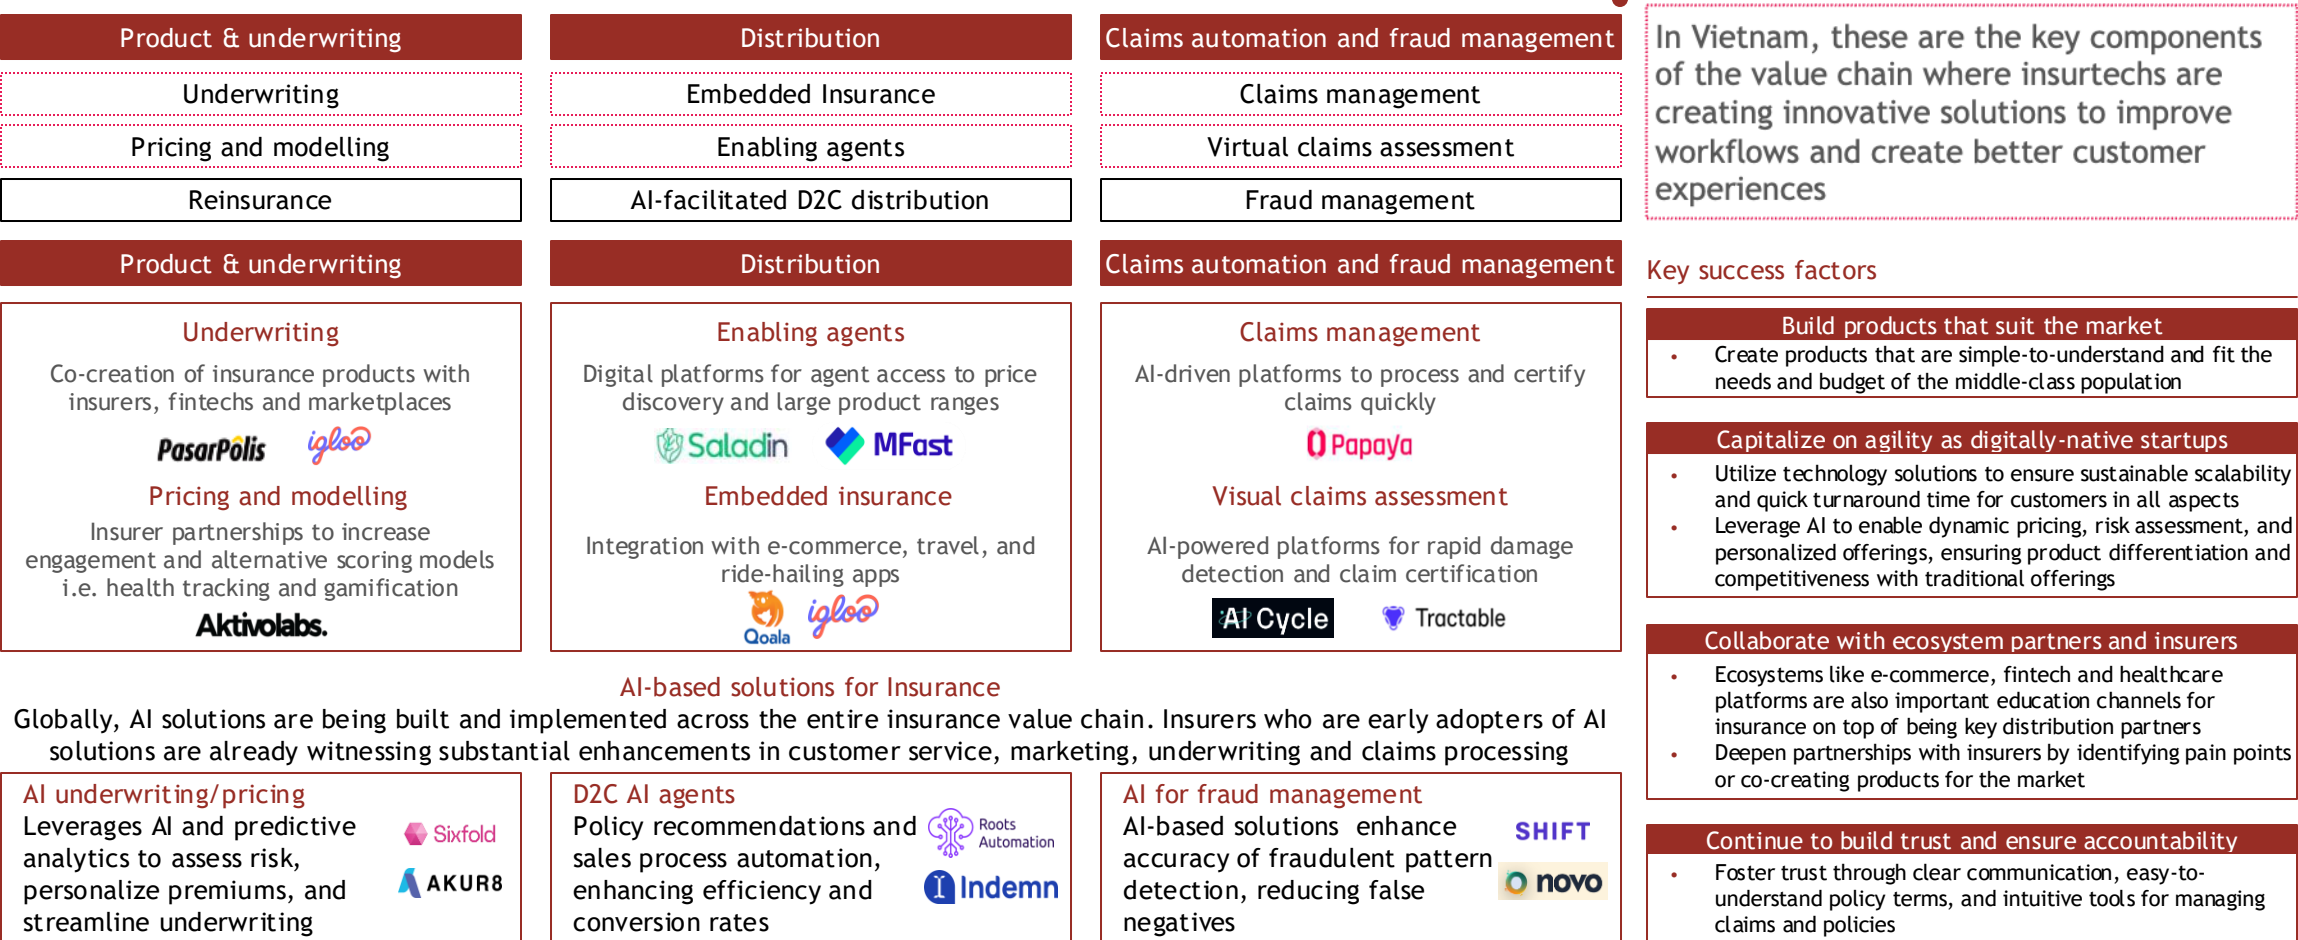 Product & underwriting
Underwriting
Pricing and modelling
Reinsurance
Distribution
Embedded Insurance
Enabling agents
AI-facilitated D2C distribution
Claims automation and fraud management
Claims management
Virtual claims assessment
Fraud management
In Vietnam, these are the key components
of the value chain where insurtechs are
creating innovative solutions to improve
workflows and create better customer
experiences
Product & underwriting
Underwriting
Co-creation of insurance products with
insurers, fintechs and marketplaces
PasarPolis
igloo
Pricing and modelling
Insurer partnerships to increase
engagement and alternative scoring models
i.e. health tracking and gamification
Aktivolabs.
Distribution
Enabling agents
Digital platforms for agent access to price
discovery and large product ranges
Saladin
MFast
Embedded insurance
Integration with e-commerce, travel, and
ride-hailing apps
Qoala
igloo
Claims automation and fraud management
Claims management
AI-driven platforms to process and certify
claims quickly
Papaya
Visual claims assessment
AI-powered platforms for rapid damage
detection and claim certification
AI Cycle
Tractable
AI-based solutions for Insurance
Globally, AI solutions are being built and implemented across the entire insurance value chain. Insurers who are early adopters of AI
solutions are already witnessing substantial enhancements in customer service, marketing, underwriting and claims processing
AI underwriting/pricing
Leverages AI and predictive
analytics to assess risk,
personalize premiums, and
streamline underwriting
Sixfold
AKUR8
D2C AI agents
Policy recommendations and
sales process automation,
enhancing efficiency and
conversion rates
Roots
Automation
Indemn
AI for fraud management
AI-based solutions enhance
accuracy of fraudulent pattern
detection, reducing false
negatives
SHIFT
novo
Key success factors
Build products that suit the market
• Create products that are simple-to-understand and fit the
needs and budget of the middle-class population
Capitalize on agility as digitally-native startups
• Utilize technology solutions to ensure sustainable scalability
and quick turnaround time for customers in all aspects
• Leverage AI to enable dynamic pricing, risk assessment, and
personalized offerings, ensuring product differentiation and
competitiveness with traditional offerings
Collaborate with ecosystem partners and insurers
• Ecosystems like e-commerce, fintech and healthcare
platforms are also important education channels for
insurance on top of being key distribution partners
• Deepen partnerships with insurers by identifying pain points
or co-creating products for the market
Continue to build trust and ensure accountability
• Foster trust through clear communication, easy-to-
understand policy terms, and intuitive tools for managing
claims and policies